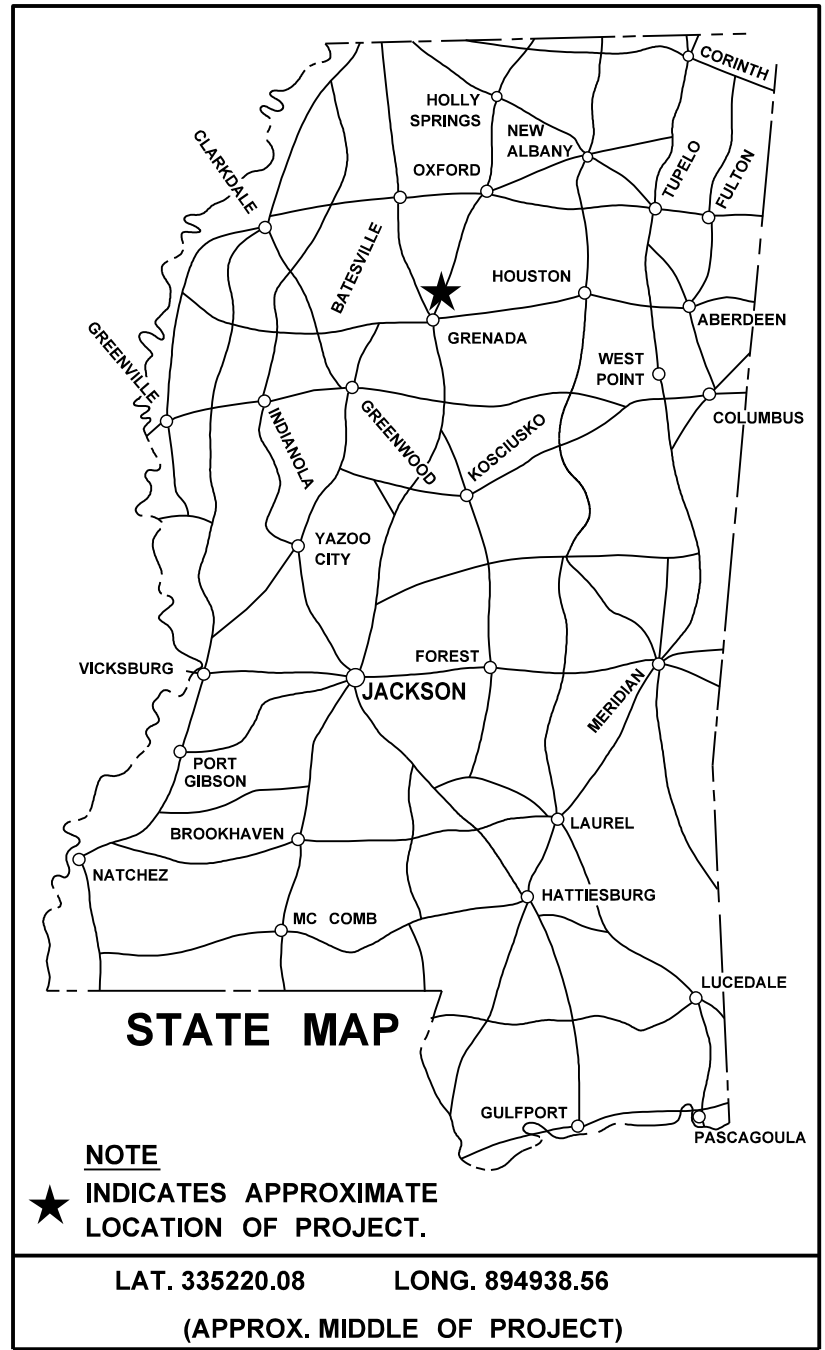 CORINTH
HOLLY
SPRINGS
NEW
ALBANY
CLARKDALE
OXFORD
TUPELO
FULTON
BATESVILLE
HOUSTON
ABERDEEN
GREENVILLE
GRENADA
WEST
POINT
COLUMBUS
INDIANOLA
GREENWOOD
KOSCIUSKO
YAZOO
CITY
VICKSBURG
FOREST
JACKSON
MERIDIAN
PORT
GIBSON
BROOKHAVEN
LAUREL
NATCHEZ
HATTIESBURG
MC COMB
LUCEDALE
STATE MAP
GULFPORT
PASCAGOULA
NOTE
INDICATES APPROXIMATE
LOCATION OF PROJECT.
LAT. 335220.08 LONG. 894938.56
(APPROX. MIDDLE OF PROJECT)